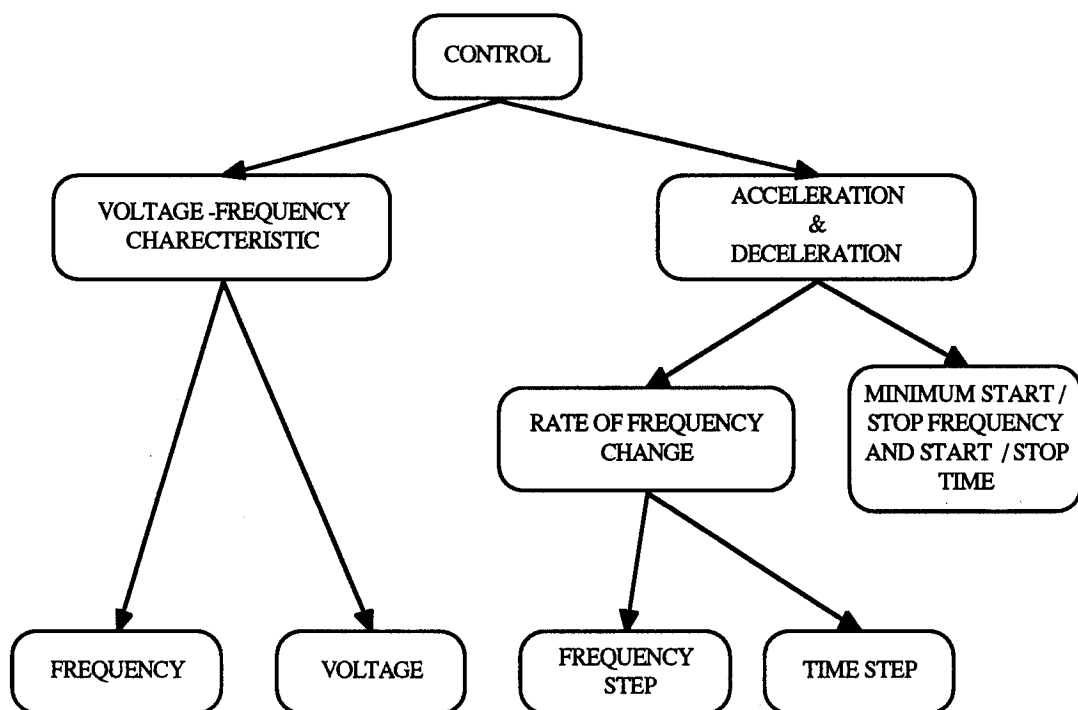 CONTROL
VOLTAGE -FREQUENCY
CHARECTERISTIC
ACCELERATION
&
DECELERATION
RATE OF FREQUENCY
CHANGE
MINIMUM START /
STOP FREQUENCY
AND START / STOP
TIME
FREQUENCY
VOLTAGE
FREQUENCY
STEP
TIME STEP